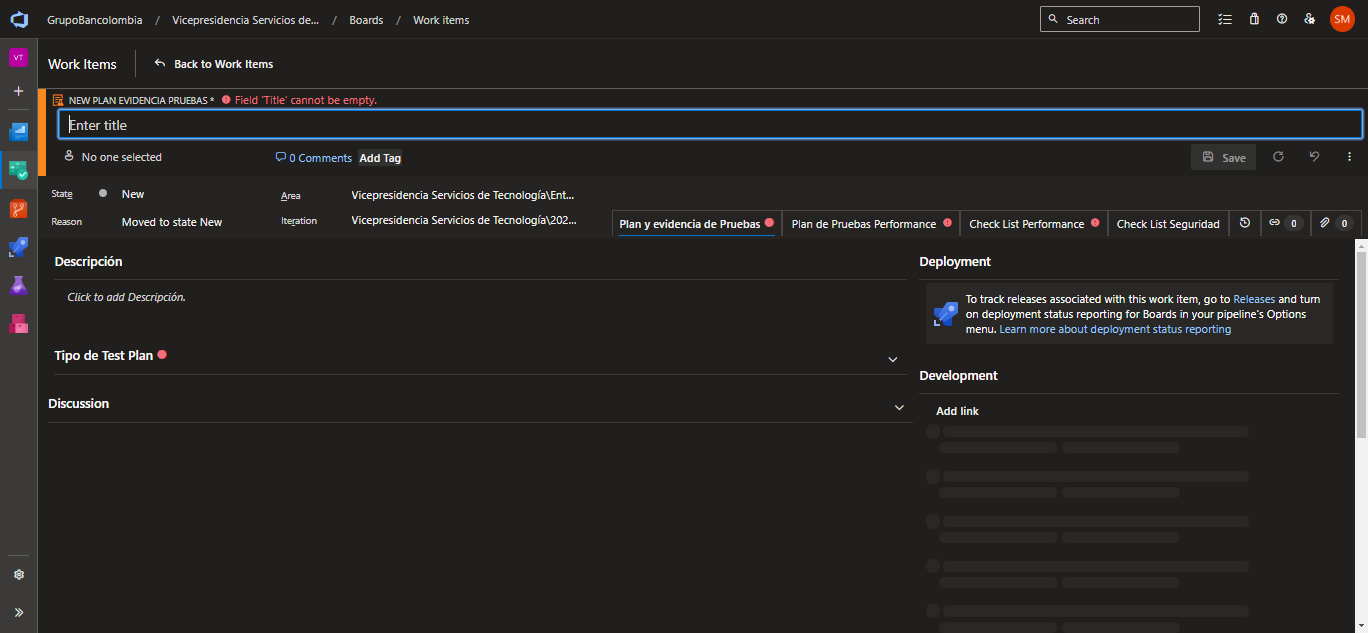 GrupoBancolombia / Vicepresidencia Servicios de... / Boards / Work items
Search
SM
VT
Work Items
Back to Work Items
NEW PLAN EVIDENCIA PRUEBAS * Field 'Title' cannot be empty.
Enter title
No one selected
0 Comments
Add Tag
Save
State
New
Area
Vicepresidencia Servicios de Tecnología\Ent...
Reason
Moved to state New
Iteration
Vicepresidencia Servicios de Tecnología\202...
Plan y evidencia de Pruebas
Plan de Pruebas Performance
Check List Performance
Check List Seguridad
0
0
Descripción
Click to add Descripción.
Tipo de Test Plan
Discussion
Deployment
To track releases associated with this work item, go to Releases and turn
on deployment status reporting for Boards in your pipeline's Options
menu. Learn more about deployment status reporting
Development
Add link